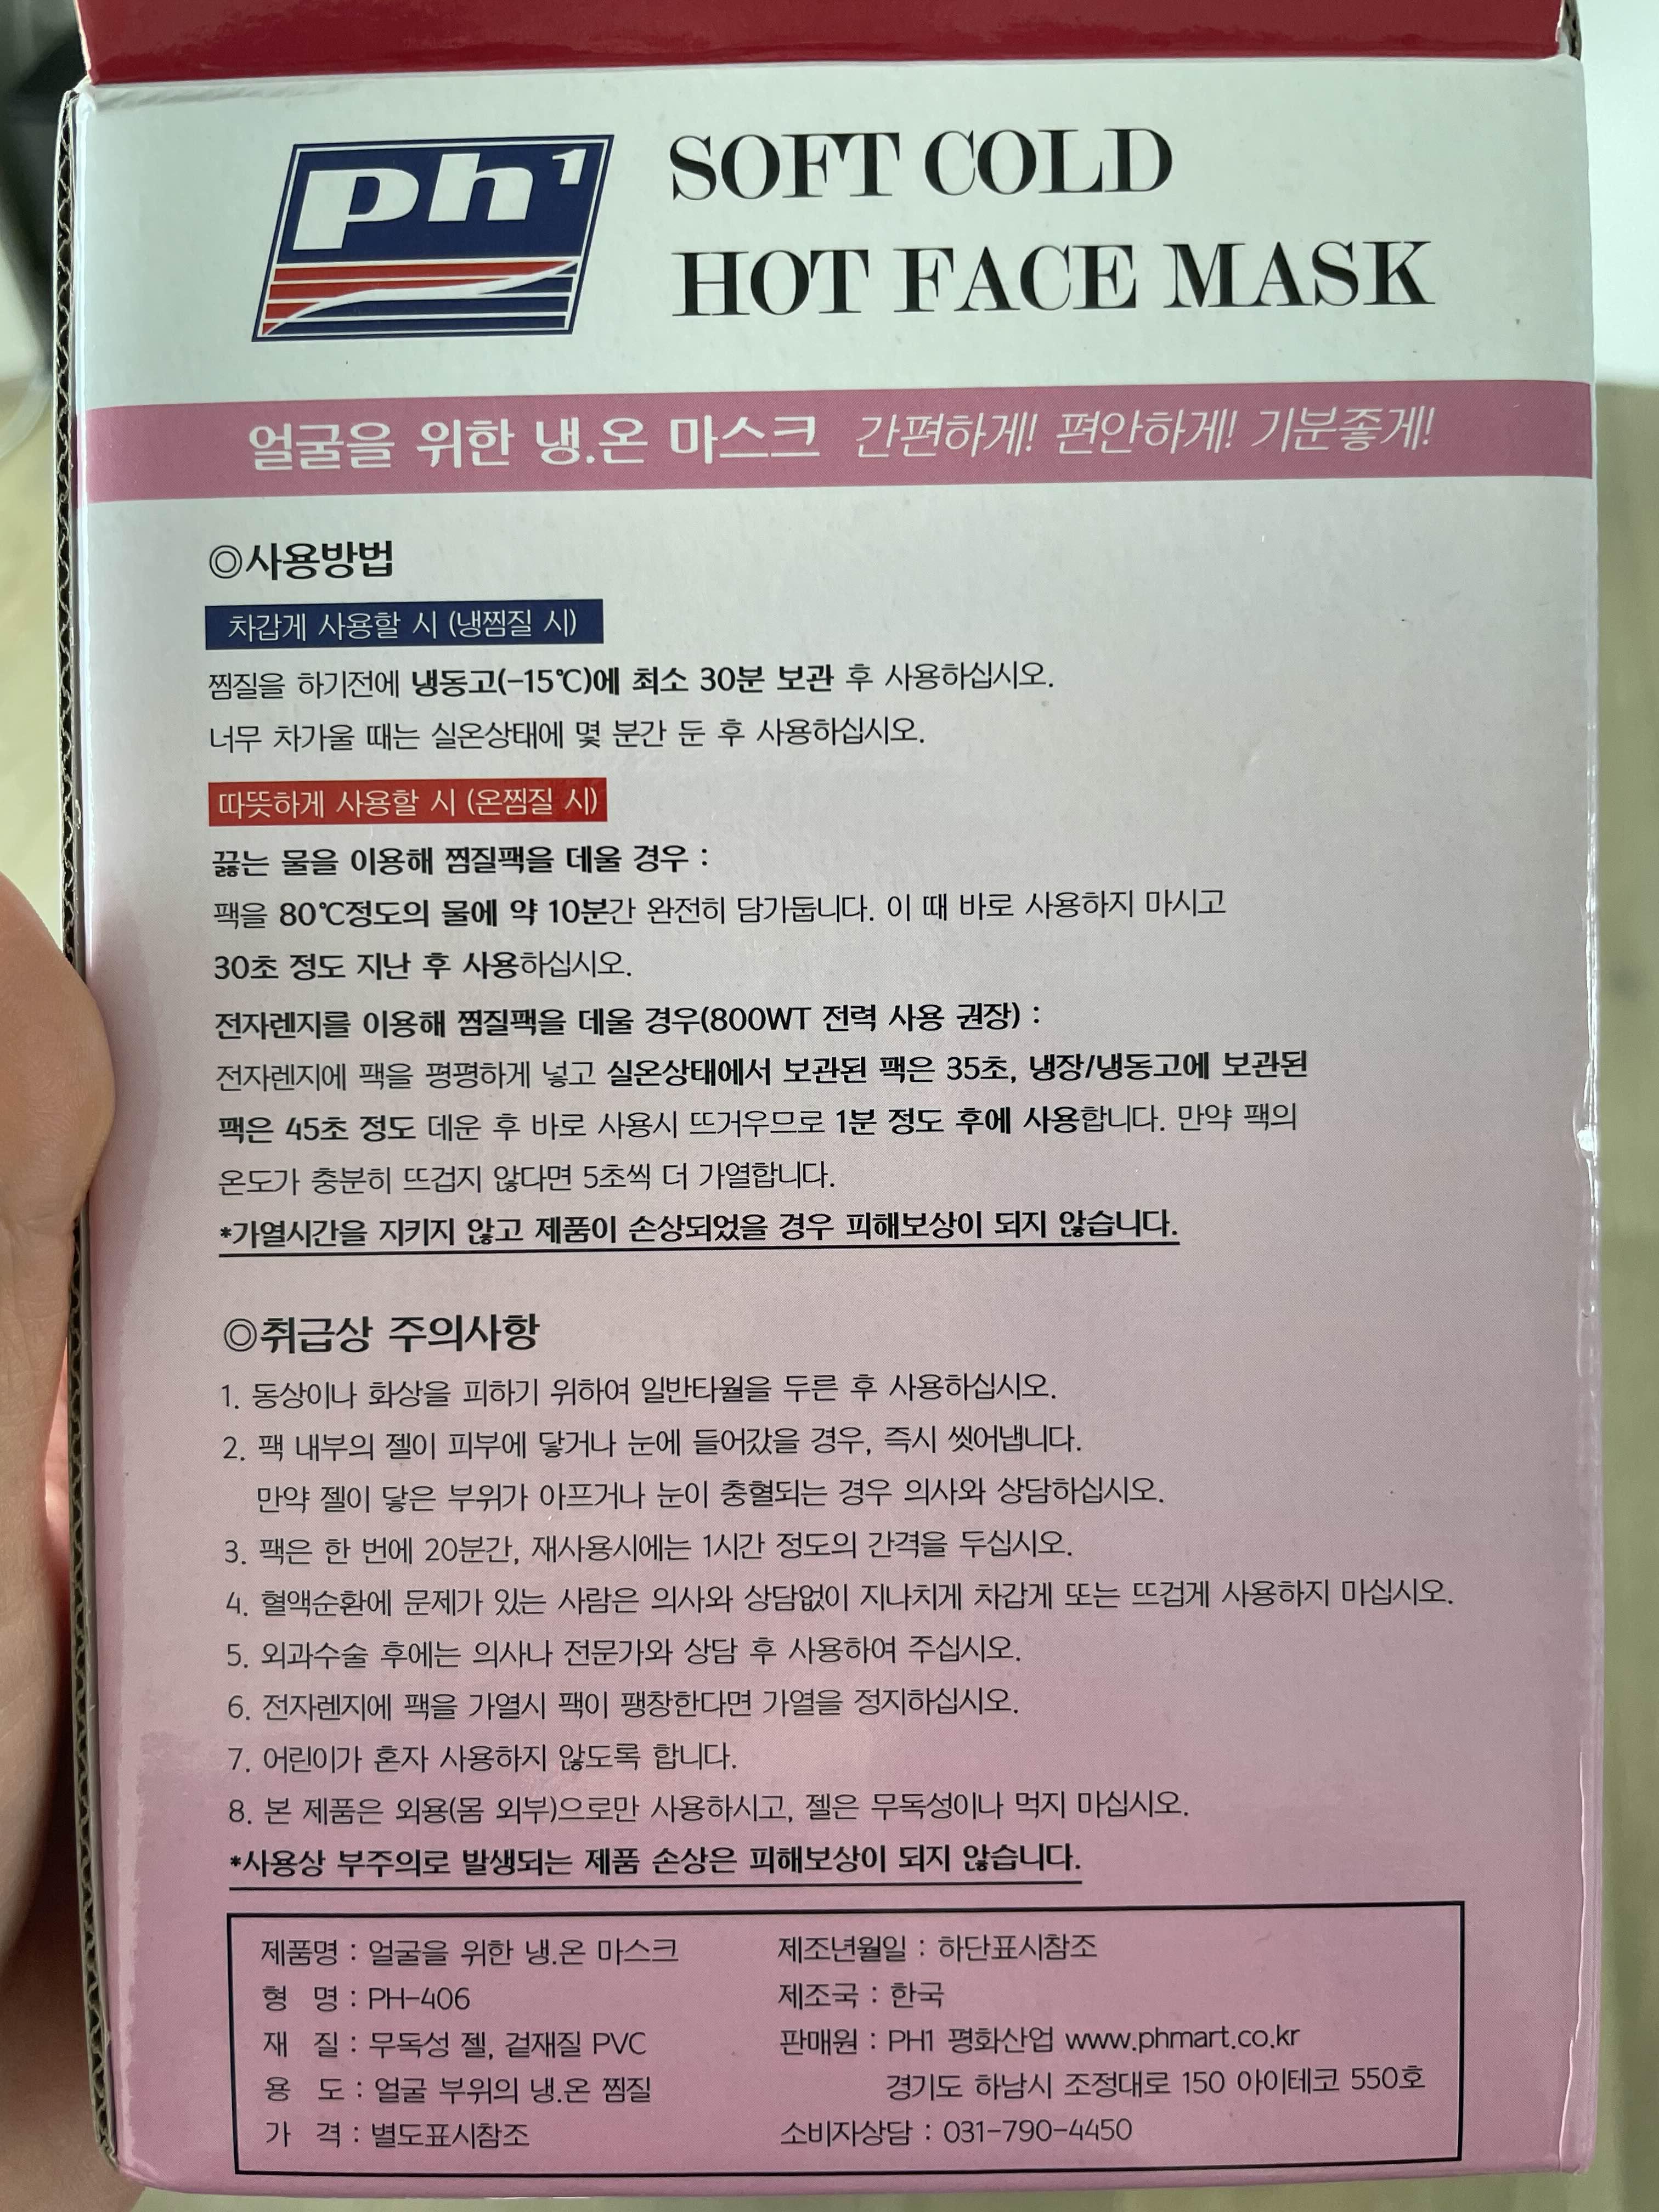 ph¹
SOFT COLD
HOT FACE MASK
얼굴을 위한 냉.온 마스크 간편하게! 편안하게! 기분좋게!
◎사용방법
차갑게 사용할 시 (냉찜질 시)
찜질을 하기전에 냉동고(-15℃)에 최소 30분 보관 후 사용하십시오.
너무 차가울 때는 실온상태에 몇 분간 둔 후 사용하십시오.
따뜻하게 사용할 시 (온찜질 시)
끓는 물을 이용해 찜질팩을 데울 경우 :
팩을 80℃정도의 물에 약 10분간 완전히 담가둡니다. 이 때 바로 사용하지 마시고
30초 정도 지난 후 사용하십시오.
전자렌지를 이용해 찜질팩을 데울 경우(800WT 전력 사용 권장) :
전자렌지에 팩을 평평하게 넣고 실온상태에서 보관된 팩은 35초, 냉장/냉동고에 보관된
팩은 45초 정도 데운 후 바로 사용시 뜨거우므로 1분 정도 후에 사용합니다. 만약 팩의
온도가 충분히 뜨겁지 않다면 5초씩 더 가열합니다.
*가열시간을 지키지 않고 제품이 손상되었을 경우 피해보상이 되지 않습니다.
◎취급상 주의사항
1. 동상이나 화상을 피하기 위하여 일반타월을 두른 후 사용하십시오.
2. 팩 내부의 젤이 피부에 닿거나 눈에 들어갔을 경우, 즉시 씻어냅니다.
만약 젤이 닿은 부위가 아프거나 눈이 충혈되는 경우 의사와 상담하십시오.
3. 팩은 한 번에 20분간, 재사용시에는 1시간 정도의 간격을 두십시오.
4. 혈액순환에 문제가 있는 사람은 의사와 상담없이 지나치게 차갑게 또는 뜨겁게 사용하지 마십시오.
5. 외과수술 후에는 의사나 전문가와 상담 후 사용하여 주십시오.
6. 전자렌지에 팩을 가열시 팩이 팽창한다면 가열을 정지하십시오.
7. 어린이가 혼자 사용하지 않도록 합니다.
8. 본 제품은 외용(몸 외부)으로만 사용하시고, 젤은 무독성이나 먹지 마십시오.
*사용상 부주의로 발생되는 제품 손상은 피해보상이 되지 않습니다.
제품명 : 얼굴을 위한 냉.온 마스크
형 명 : PH-406
재 질 : 무독성 젤, 겉재질 PVC
용 도 : 얼굴 부위의 냉.온 찜질
가 격 : 별도표시참조
제조년월일 : 하단표시참조
제조국 : 한국
판매원 : PH1 평화산업 www.phmart.co.kr
경기도 하남시 조정대로 150 아이테코 550호
소비자상담 : 031-790-4450